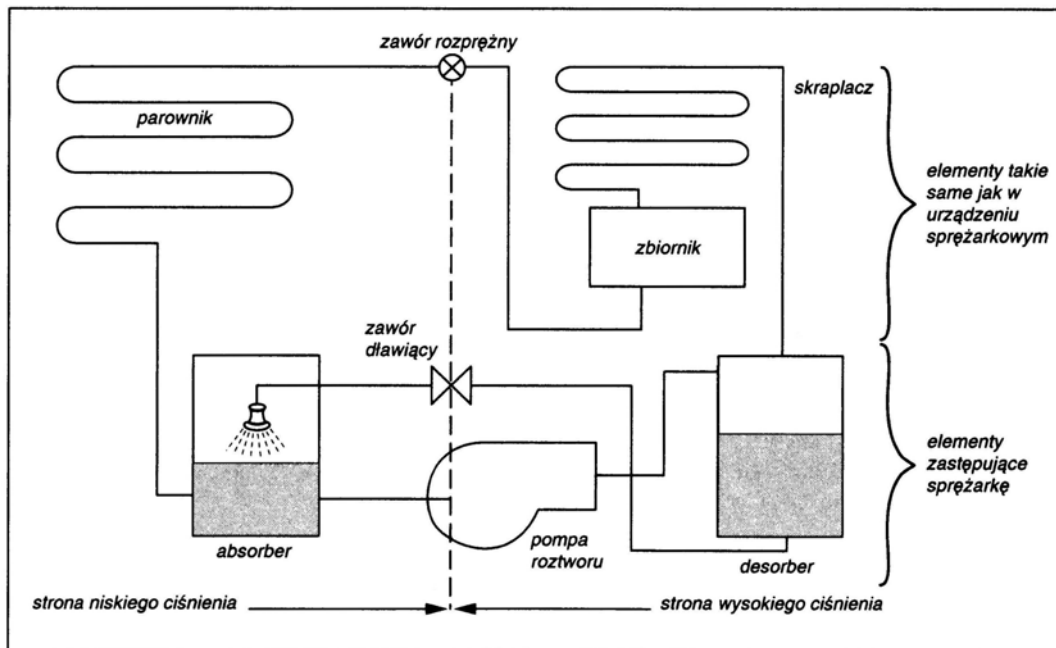 zawór rozprężny
skraplacz
parownik
elementy takie
same jak w
urządzeniu
sprężarkowym
zbiornik
zawór
dławiący
elementy
zastępujące
sprężarkę
pompa
roztworu
absorber
desorber
strona niskiego ciśnienia
strona wysokiego ciśnienia